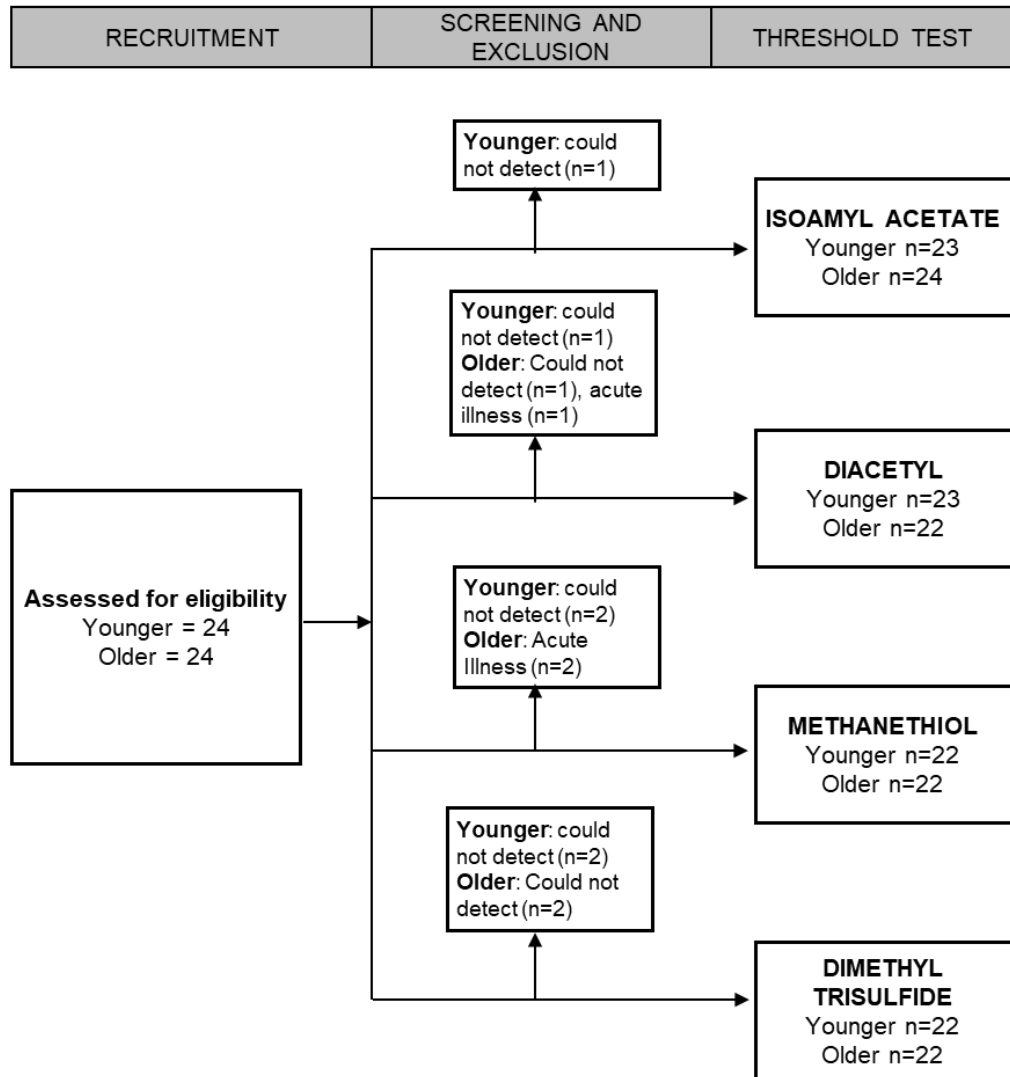 RECRUITMENT
SCREENING AND
EXCLUSION
THRESHOLD TEST
Younger: could
not detect (n=1)
ISOAMYL ACETATE
Younger n=23
Older n=24
Younger: could
not detect (n=1)
Older: Could not
detect (n=1), acute
illness (n=1)
DIACETYL
Younger n=23
Older n=22
Assessed for eligibility
Younger = 24
Older = 24
Younger: could
not detect (n=2)
Older: Acute
Illness (n=2)
METHANETHIOL
Younger n=22
Older n=22
Younger: could
not detect (n=2)
Older: Could not
detect (n=2)
DIMETHYL
TRISULFIDE
Younger n=22
Older n=22